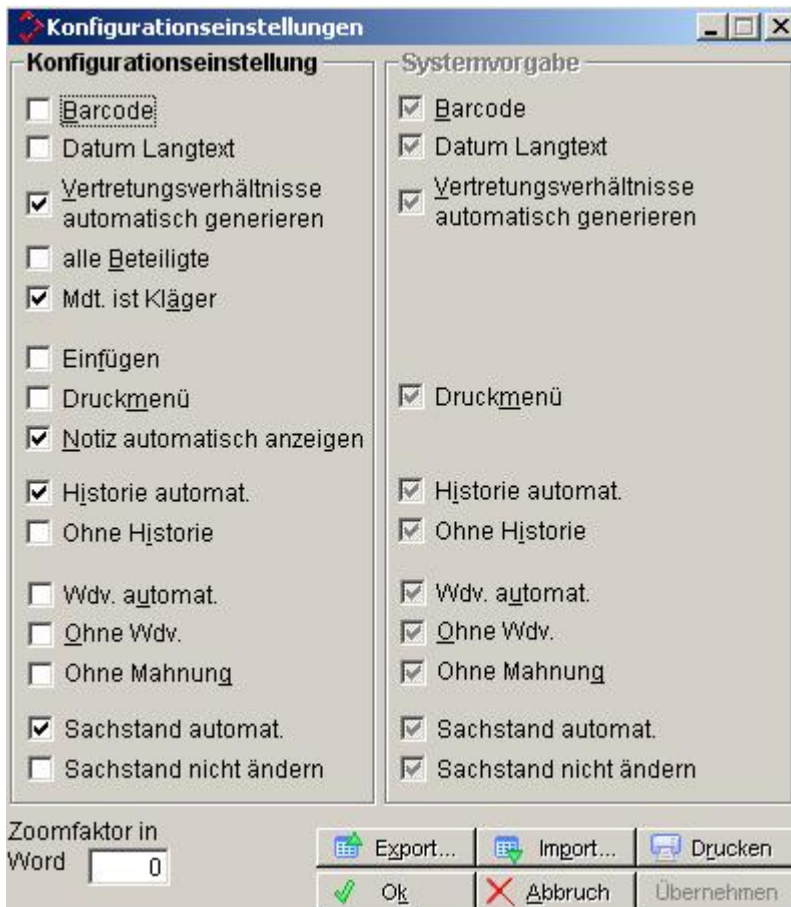 Konfigurationseinstellungen
Konfigurationseinstellung
Barcode
Datum Langtext
Vertretungsverhältnisse
automatisch generieren
alle Beteiligte
Mdt. ist Kläger
Einfügen
Druckmenü
Notiz automatisch anzeigen
Historie automat.
Ohne Historie
Wdv. automat.
Ohne Wdv.
Ohne Mahnung
Sachstand automat.
Sachstand nicht ändern
Systemvorgabe
Barcode
Datum Langtext
Vertretungsverhältnisse
automatisch generieren
Druckmenü
Historie automat.
Ohne Historie
Wdv. automat.
Ohne Wdv.
Ohne Mahnung
Sachstand automat.
Sachstand nicht ändern
Zoomfaktor in
Word 0
Export... Import... Drucken
Ok Abbruch Übernehmen